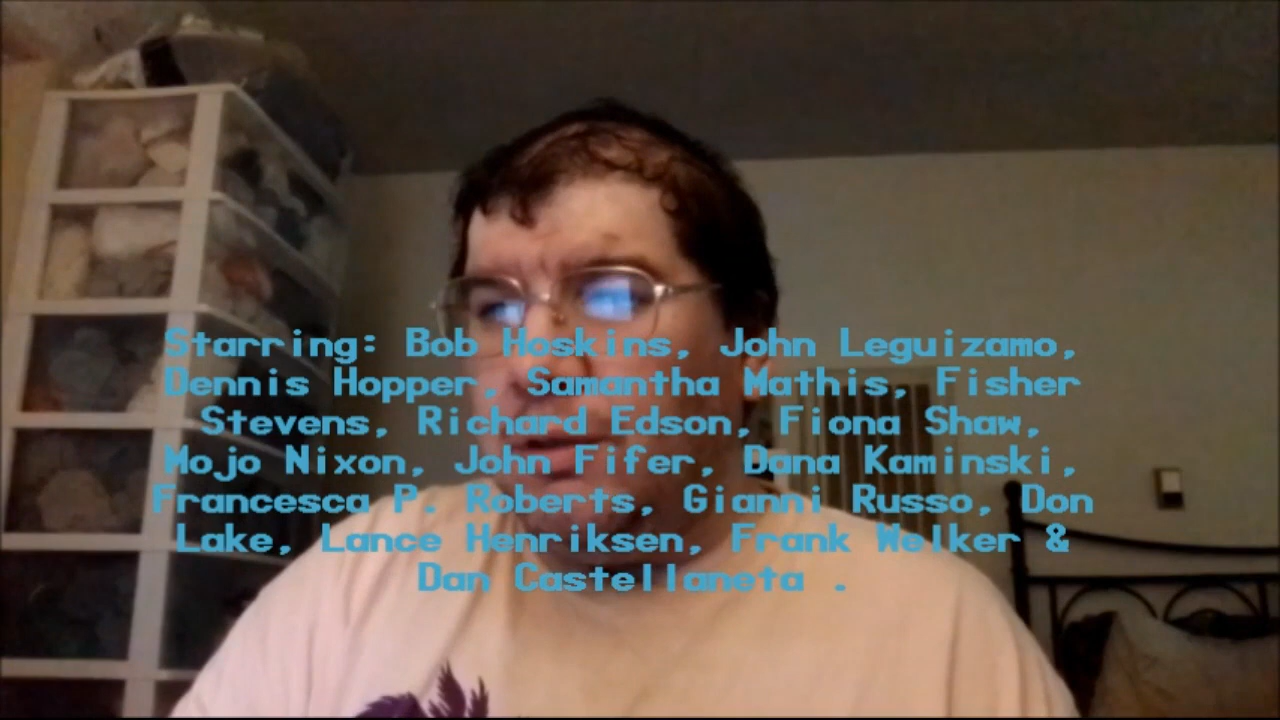 Starring: Bob Hoskins, John Leguizamo,
Dennis Hopper, Samantha Mathis, Fisher
Stevens, Richard Edson, Fiona Shaw,
Mojo Nixon, John Fifer, Dana Kaminski,
Francesca P. Roberts, Gianni Russo, Don
Lake, Lance Henriksen, Frank Welker &
Dan Castellaneta .